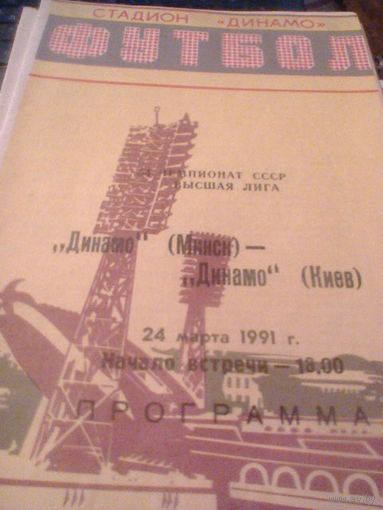 СТАДИОН «ДИНАМО»
ФУТБОЛ
ЧЕМПИОНАТ СССР
ВЫСШАЯ ЛИГА
„Динамо“ (Минск) —
„Динамо“ (Киев)
24 марта 1991 г.
Начало встречи — 18.00
ПРОГРАММА